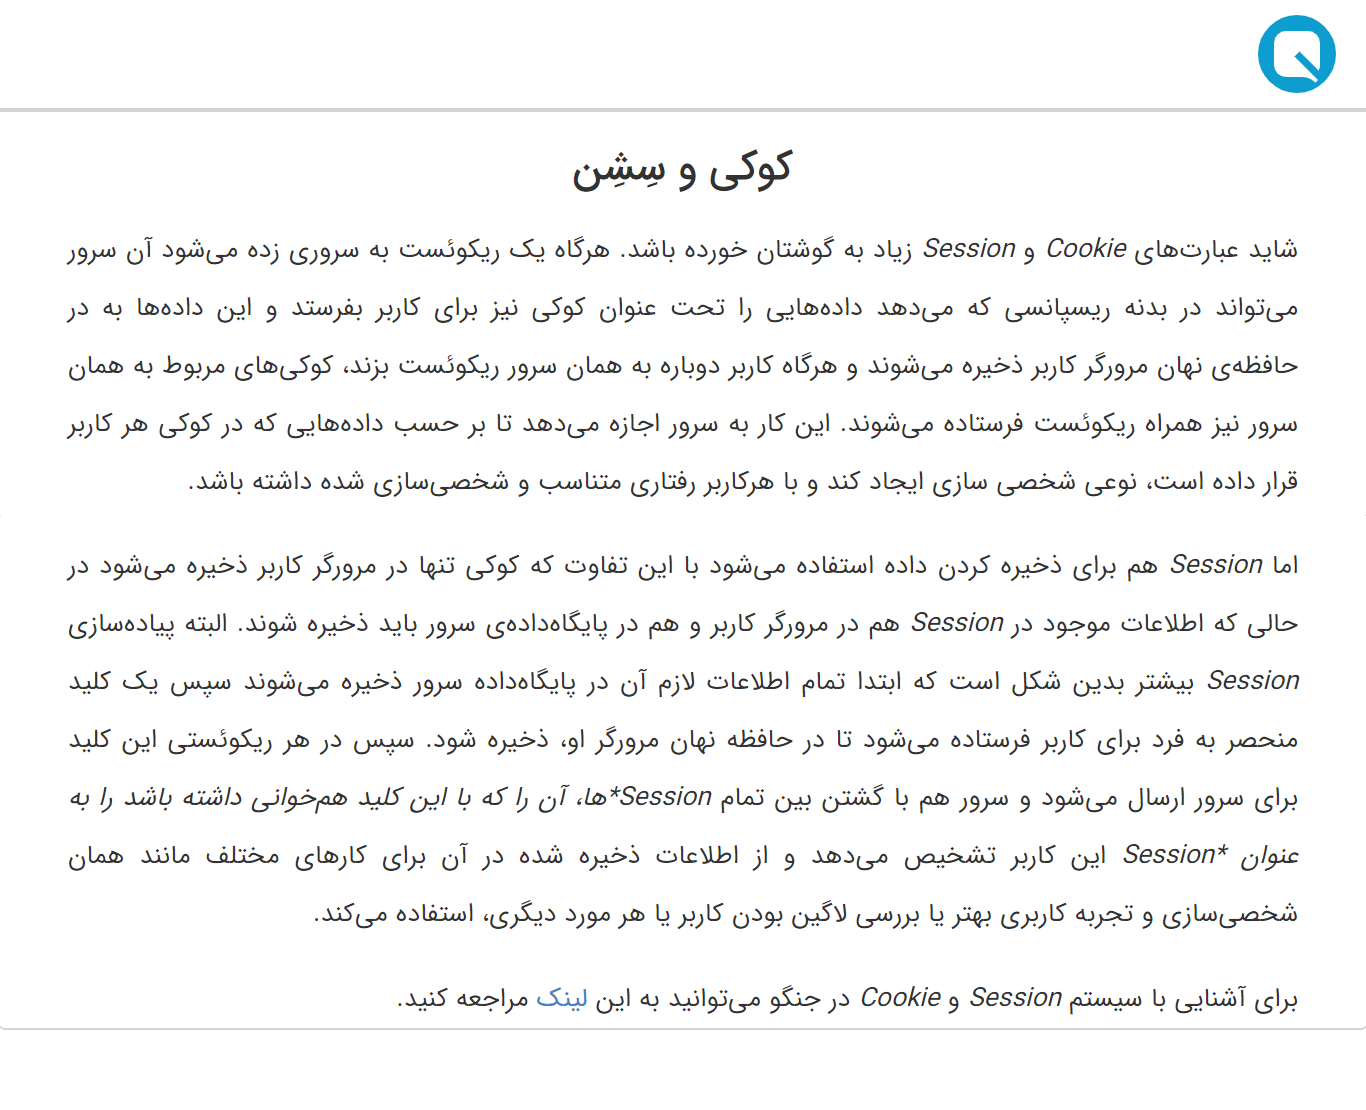 کوکی و سِشِن
شاید عبارت‌های Cookie و Session زیاد به گوشتان خورده باشد. هرگاه یک ریکوئست به سروری زده می‌شود آن سرور
می‌تواند در بدنه ریسپانسی که می‌دهد داده‌هایی را تحت عنوان کوکی نیز برای کاربر بفرستد و این داده‌ها به در
حافظه‌ی نهان مرورگر کاربر ذخیره می‌شوند و هرگاه کاربر دوباره به همان سرور ریکوئست بزند، کوکی‌های مربوط به همان
سرور نیز همراه ریکوئست فرستاده می‌شوند. این کار به سرور اجازه می‌دهد تا بر حسب داده‌هایی که در کوکی هر کاربر
قرار داده است، نوعی شخصی سازی ایجاد کند و با هرکاربر رفتاری متناسب و شخصی‌سازی شده داشته باشد.
اما Session هم برای ذخیره کردن داده استفاده می‌شود با این تفاوت که کوکی تنها در مرورگر کاربر ذخیره می‌شود در
حالی که اطلاعات موجود در Session هم در مرورگر کاربر و هم در پایگاه‌داده‌ی سرور باید ذخیره شوند. البته پیاده‌سازی
Session بیشتر بدین شکل است که ابتدا تمام اطلاعات لازم آن در پایگاه‌داده سرور ذخیره می‌شوند سپس یک کلید
منحصر به فرد برای کاربر فرستاده می‌شود تا در حافظه نهان مرورگر او، ذخیره شود. سپس در هر ریکوئستی این کلید
برای سرور ارسال می‌شود و سرور هم با گشتن بین تمام Session*ها، آن را که با این کلید هم‌خوانی داشته باشد را به
عنوان *Session این کاربر تشخیص می‌دهد و از اطلاعات ذخیره شده در آن برای کارهای مختلف مانند همان
شخصی‌سازی و تجربه کاربری بهتر یا بررسی لاگین بودن کاربر یا هر مورد دیگری، استفاده می‌کند.
برای آشنایی با سیستم Session و Cookie در جنگو می‌توانید به این لینک مراجعه کنید.